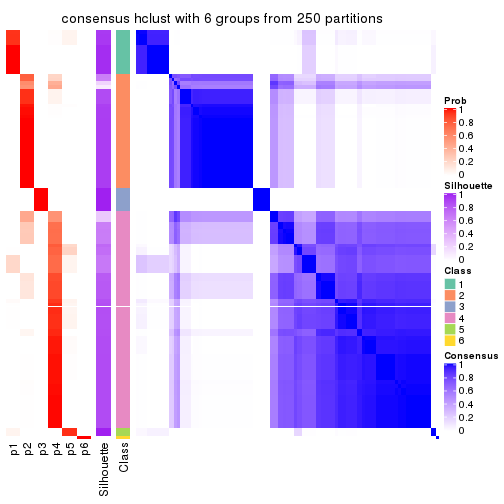 consensus hclust with 6 groups from 250 partitions
Prob
1
0.8
0.6
0.4
0.2
0
Silhouette
1
0.8
0.6
0.4
0.2
0
Class
1
2
3
4
5
6
Consensus
1
0.8
0.6
0.4
0.2
0
p1
p2
p3
p4
p5
p6
Silhouette
Class